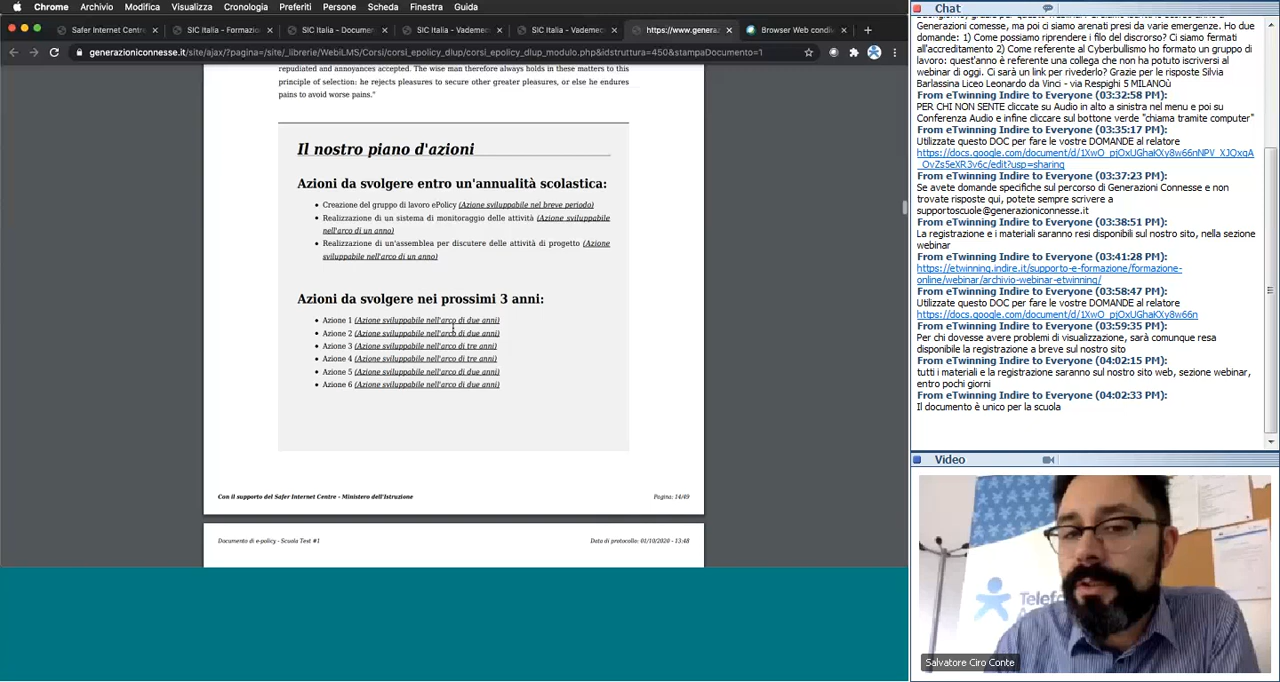 Chrome Archivio Modifica Visualizza Cronologia Preferiti Persone Scheda Finestra Guida
Safer Internet Centre SIC Italia - Formazio SIC Italia - Documen SIC Italia - Vademec SIC Italia - Vademec https://www.genera Browser Web condiv
generazioniconnesse.it/site/ajax/?pagina=/site/_librerie/WebiLMS/Corsi/corsi_epolicy_dlup/corsi_epolicy_dlup_modulo.php&idstruttura=450&stampaDocumento=1
repudiated and annoyances accepted. The wise man therefore always holds in these matters to this
principle of selection: he rejects pleasures to secure other greater pleasures, or else he endures
pains to avoid worse pains."
Il nostro piano d'azioni
Azioni da svolgere entro un'annualità scolastica:
• Creazione del gruppo di lavoro ePolicy (Azione sviluppabile nel breve periodo)
• Realizzazione di un sistema di monitoraggio delle attività (Azione sviluppabile
nell'arco di un anno)
• Realizzazione di un'assemblea per discutere delle attività di progetto (Azione
sviluppabile nell'arco di un anno)
Azioni da svolgere nei prossimi 3 anni:
• Azione 1 (Azione sviluppabile nell'arco di due anni)
• Azione 2 (Azione sviluppabile nell'arco di due anni)
• Azione 3 (Azione sviluppabile nell'arco di tre anni)
• Azione 4 (Azione sviluppabile nell'arco di tre anni)
• Azione 5 (Azione sviluppabile nell'arco di due anni)
• Azione 6 (Azione sviluppabile nell'arco di due anni)
Con il supporto del Safer Internet Centre - Ministero dell'Istruzione Pagina: 14/49
Documento di e-policy - Scuola Test #1 Data di protocollo: 01/10/2020 - 13:48
Chat
Generazioni comesse, ma poi ci siamo arenati presi da varie emergenze. Ho due
domande: 1) Come possiamo riprendere i filo del discrorso? Ci siamo fermati
all'accreditamento 2) Come referente al Cyberbullismo ho formato un gruppo di
lavoro: quest'anno è referente una collega che non ha potuto iscriversi al
webinar di oggi. Ci sarà un link per rivederlo? Grazie per le risposte Silvia
Barlassina Liceo Leonardo da Vinci - via Respighi 5 MILANOù
From eTwinning Indire to Everyone (03:32:58 PM):
PER CHI NON SENTE cliccate su Audio in alto a sinistra nel menu e poi su
Conferenza Audio e infine cliccare sul bottone verde "chiama tramite computer"
From eTwinning Indire to Everyone (03:35:17 PM):
Utilizzate questo DOC per fare le vostre DOMANDE al relatore
https://docs.google.com/document/d/1XwO_pjOxUGhaKXy8w66nNPV_XJQxqA
_OvZs5eXR3v6c/edit?usp=sharing
From eTwinning Indire to Everyone (03:37:23 PM):
Se avete domande specifiche sul percorso di Generazioni Connesse e non
trovate risposte qui, potete sempre scrivere a
supportoscuole@generazioniconnesse.it
From eTwinning Indire to Everyone (03:38:51 PM):
La registrazione e i materiali saranno resi disponibili sul nostro sito, nella sezione
webinar
From eTwinning Indire to Everyone (03:41:28 PM):
https://etwinning.indire.it/supporto-e-formazione/formazione-
online/webinar/archivio-webinar-etwinning/
From eTwinning Indire to Everyone (03:58:47 PM):
Utilizzate questo DOC per fare le vostre DOMANDE al relatore
https://docs.google.com/document/d/1XwO_pjOxUGhaKXy8w66n
From eTwinning Indire to Everyone (03:59:35 PM):
Per chi dovesse avere problemi di visualizzazione, sarà comunque resa
disponibile la registrazione a breve sul nostro sito
From eTwinning Indire to Everyone (04:02:15 PM):
tutti i materiali e la registrazione saranno sul nostro sito web, sezione webinar,
entro pochi giorni
From eTwinning Indire to Everyone (04:02:33 PM):
Il documento è unico per la scuola
Video
Telef
Salvatore Ciro Conte